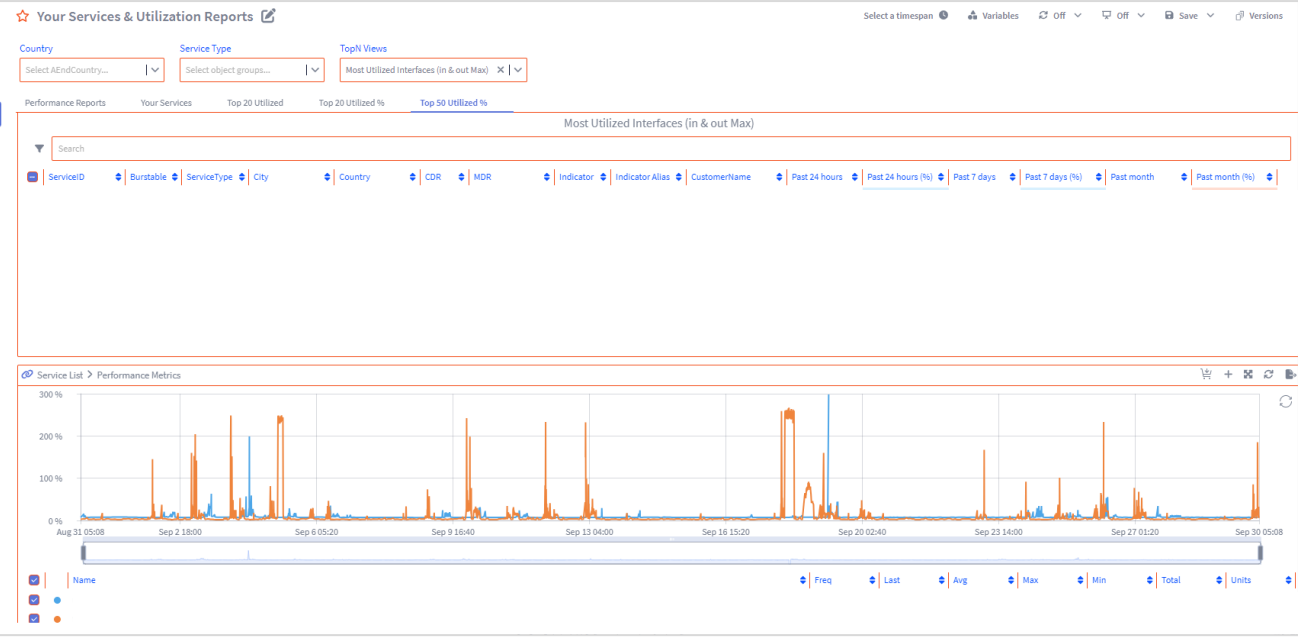 Your Services & Utilization Reports Select a timespan Variables Off Off Save Versions
Country Service Type TopN Views
Select AEndCountry... Select object groups... Most Utilized Interfaces (in & out Max)
Performance Reports Your Services Top 20 Utilized Top 20 Utilized % Top 50 Utilized %
Most Utilized Interfaces (in & out Max)
Search
ServiceID Burstable ServiceType City Country CDR MDR Indicator Indicator Alias CustomerName Past 24 hours Past 24 hours (%) Past 7 days Past 7 days (%) Past month Past month (%)
Service List > Performance Metrics
300 %
200 %
100 %
0 %
Aug 31 05:08 Sep 2 18:00 Sep 6 05:20 Sep 9 16:40 Sep 13 04:00 Sep 16 15:20 Sep 20 02:40 Sep 23 14:00 Sep 27 01:20 Sep 30 05:08
Name Freq Last Avg Max Min Total Units